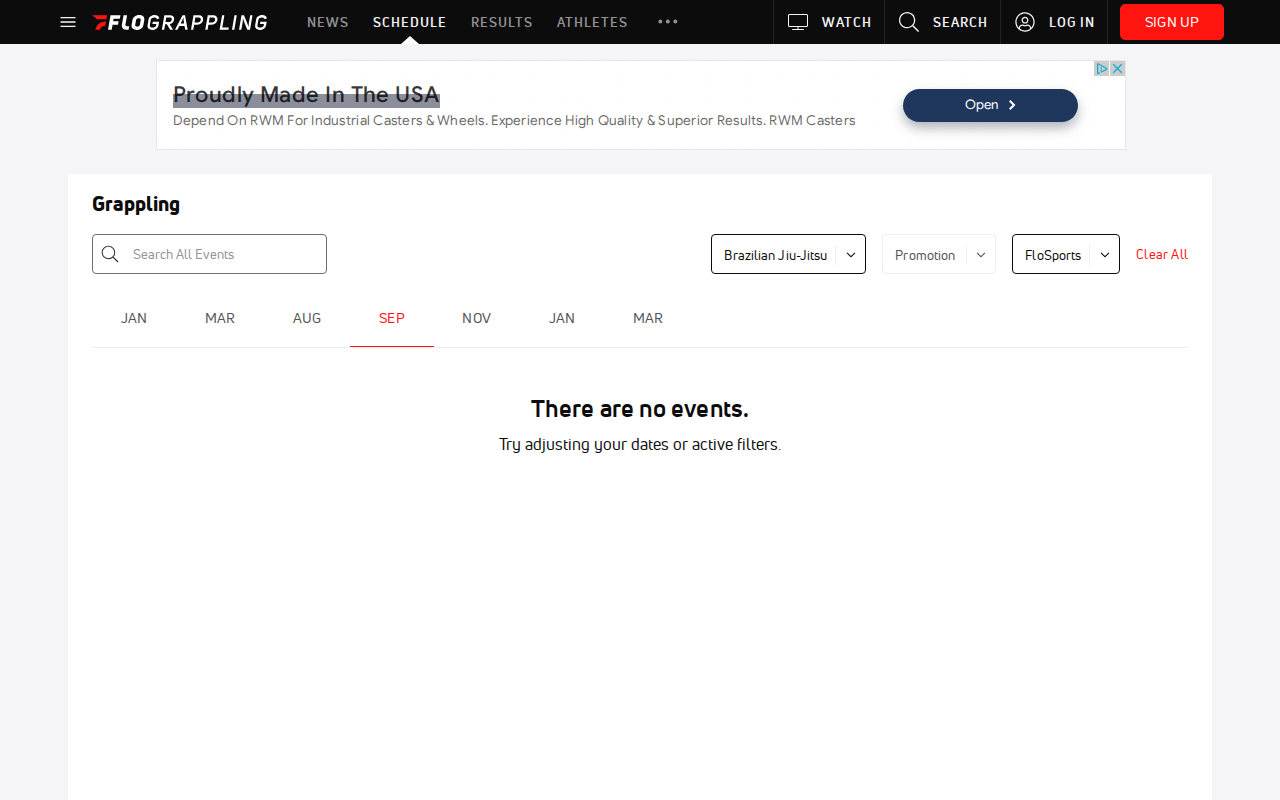 FLOGRAPPLING NEWS SCHEDULE RESULTS ATHLETES WATCH SEARCH LOG IN SIGN UP
Proudly Made In The USA
Depend On RWM For Industrial Casters & Wheels. Experience High Quality & Superior Results. RWM Casters
Open
Grappling
Search All Events
Brazilian Jiu-Jitsu Promotion FloSports Clear All
JAN MAR AUG SEP NOV JAN MAR
There are no events.
Try adjusting your dates or active filters.